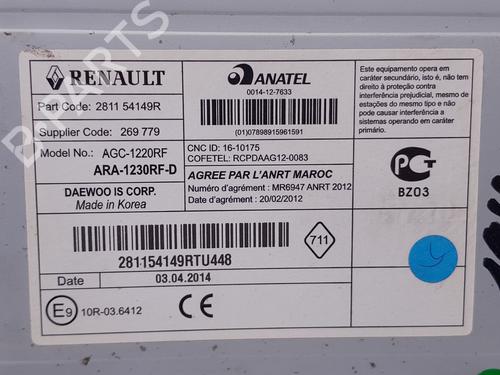 RENAULT
Part Code: 2811 54149R
Supplier Code: 269 779
Model No.: AGC-1220RF
ARA-1230RF-D
DAEWOO IS CORP.
Made in Korea
ANATEL
0014-12-7633
(01)07898915961591
CNC ID: 16-10175
COFETEL: RCPDAAG12-0083
AGREE PAR L'ANRT MAROC
Numéro d'agrément : MR6947 ANRT 2012
Date d'agrément : 20/02/2012
Este equipamento opera em
caráter secundário, isto é, não
tem direito à proteção contra
interferência prejudicial, mesmo de
estações do mesmo tipo, e não
pode causar interferência a
sistemas operando em caráter
primário.
BZ03
281154149RTU448
711
Date 03.04.2014
E9 10R-03.6412
CE
B-PARTS